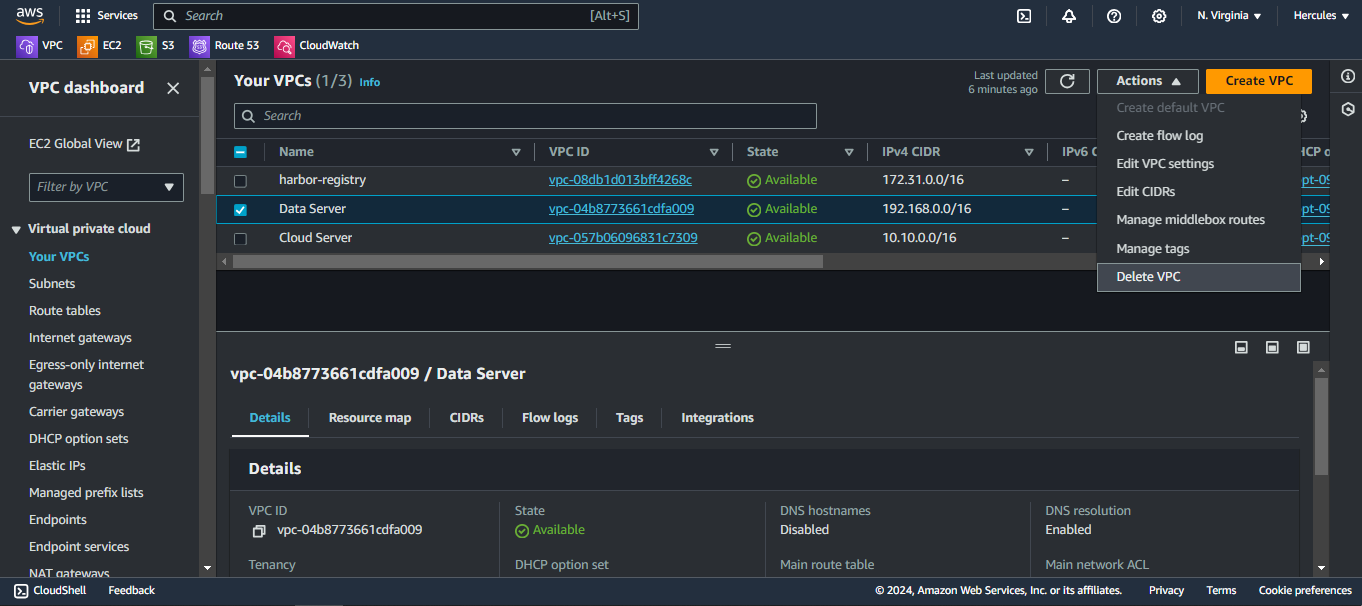 aws
Services
Search
[Alt+S]
N. Virginia
Hercules
VPC
EC2
S3
Route 53
CloudWatch
VPC dashboard
EC2 Global View
Filter by VPC
Virtual private cloud
Your VPCs
Subnets
Route tables
Internet gateways
Egress-only internet
gateways
Carrier gateways
DHCP option sets
Elastic IPs
Managed prefix lists
Endpoints
Endpoint services
NAT gateways
Your VPCs (1/3) Info
Last updated
6 minutes ago
Actions
Create VPC
Search
Create default VPC
Create flow log
Edit VPC settings
Edit CIDRs
Manage middlebox routes
Manage tags
Delete VPC
Name VPC ID State IPv4 CIDR IPv6 C
harbor-registry vpc-08db1d013bff4268c Available 172.31.0.0/16 –
Data Server vpc-04b8773661cdfa009 Available 192.168.0.0/16 –
Cloud Server vpc-057b06096831c7309 Available 10.10.0.0/16 –
vpc-04b8773661cdfa009 / Data Server
Details Resource map CIDRs Flow logs Tags Integrations
Details
VPC ID
vpc-04b8773661cdfa009
State
Available
DNS hostnames
Disabled
DNS resolution
Enabled
Tenancy
DHCP option set
Main route table
Main network ACL
CloudShell
Feedback
© 2024, Amazon Web Services, Inc. or its affiliates.
Privacy
Terms
Cookie preferences